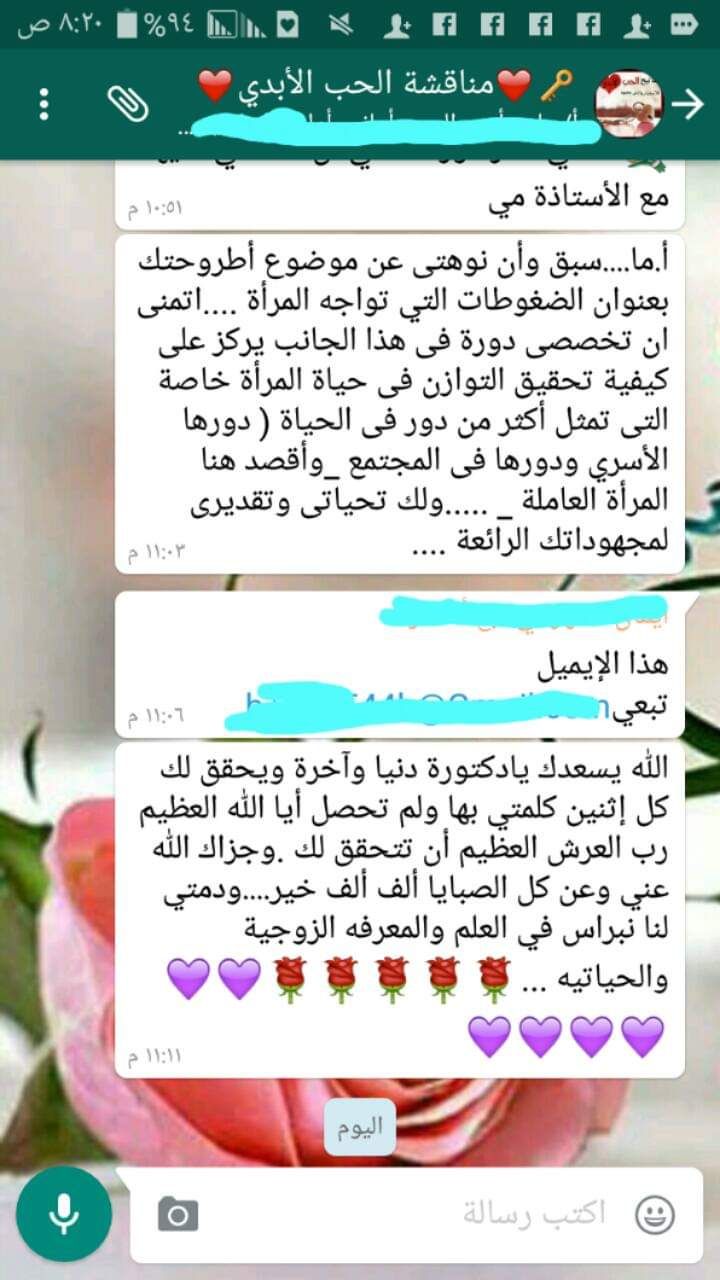 ٨:٢٠ ص
%٩٤
مناقشة الحب الأبدي
مع الأستاذة مي
١٠:٥١ م
أ.ما....سبق وأن نوهتى عن موضوع أطروحتك
بعنوان الضغوطات التي تواجه المرأة ....اتمنى
ان تخصصى دورة فى هذا الجانب يركز على
كيفية تحقيق التوازن فى حياة المرأة خاصة
التى تمثل أكثر من دور فى الحياة ( دورها
الأسري ودورها فى المجتمع _وأقصد هنا
المرأة العاملة _ .....ولك تحياتى وتقديرى
لمجهوداتك الرائعة ....
١١:٠٣ م
هذا الإيميل
تبعي
١١:٠٦ م
الله يسعدك يادكتورة دنيا وآخرة ويحقق لك
كل إثنين كلمتي بها ولم تحصل أيا الله العظيم
رب العرش العظيم أن تتحقق لك .وجزاك الله
عني وعن كل الصبايا ألف ألف خير....ودمتي
لنا نبراس في العلم والمعرفه الزوجية
والحياتيه ... 🌹🌹🌹🌹🌹💜💜
💜💜💜💜
١١:١١ م
اليوم
اكتب رسالة